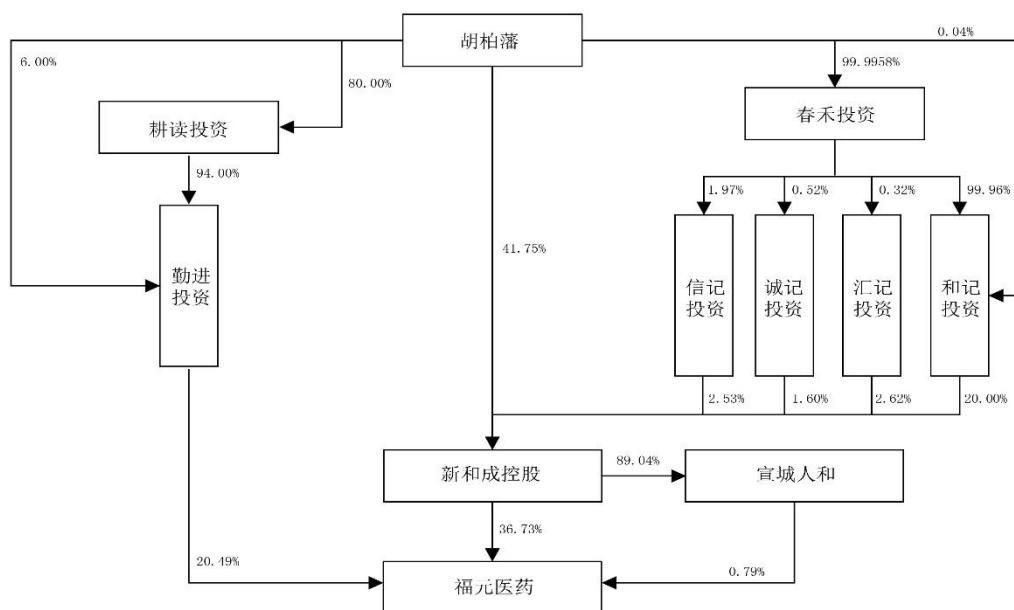 胡柏藩
0.04%
6.00%
80.00%
99.9958%
耕读投资
春禾投资
94.00%
1.97%
0.52%
0.32%
99.96%
勤进
投资
41.75%
信记
投资
诚记
投资
汇记
投资
和记
投资
2.53%
1.60%
2.62%
20.00%
新和成控股
89.04%
宣城人和
36.73%
20.49%
福元医药
0.79%